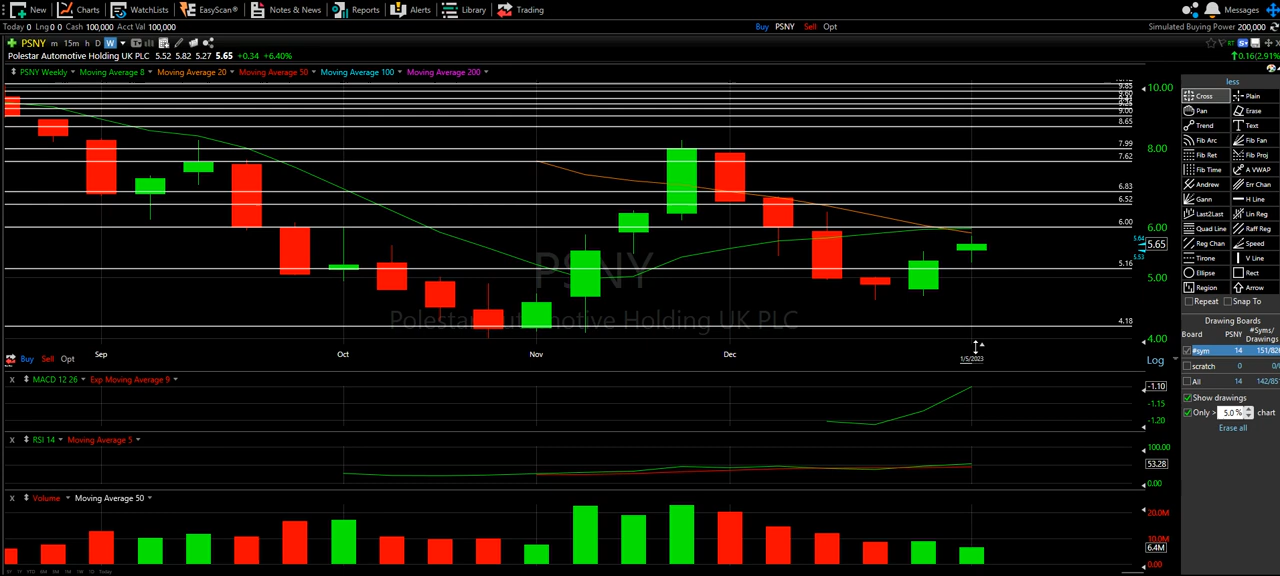 New Charts WatchLists EasyScan® Notes & News Reports Alerts Library Trading Messages
Today 0 Lng 0 0 Cash 100,000 Acct Val 100,000 Buy PSNY Sell Opt Simulated Buying Power 200,000
PSNY m 15m h D W
Polestar Automotive Holding UK PLC 5.52 5.82 5.27 5.65 +0.34 +6.40% 0.16(2.91%
PSNY Weekly Moving Average 8 Moving Average 20 Moving Average 50 Moving Average 100 Moving Average 200
less
10.00
9.00
8.65
7.99
8.00
7.62
6.83
6.52
6.00
6.00
5.64
5.65
5.53
5.16
5.00
4.18
4.00
PSNY
Polestar Automotive Holding UK PLC
Sep Oct Nov Dec
1/5/2023
Buy Sell Opt Log
X MACD 12 26 Exp Moving Average 9
-1.10
-1.15
-1.20
X RSI 14 Moving Average 5
100.00
53.28
0.00
X Volume Moving Average 50
20.0M
10.0M
6.4M
0.00
Cross Plain
Pan Erase
Trend Text
Fib Arc Fib Fan
Fib Ret Fib Proj
Fib Time A VWAP
Andrew Err Chan
Gann H Line
Last2Last Lin Reg
Quad Line Raff Reg
Reg Chan Speed
Tirone V Line
Ellipse Rect
Region Arrow
Repeat Snap To
Drawing Boards
Board PSNY #Syms/
Drawings
#sym 14 151/826
scratch 0 0/
All 14 142/85
Show drawings
Only > 5.0 % chart
Erase all